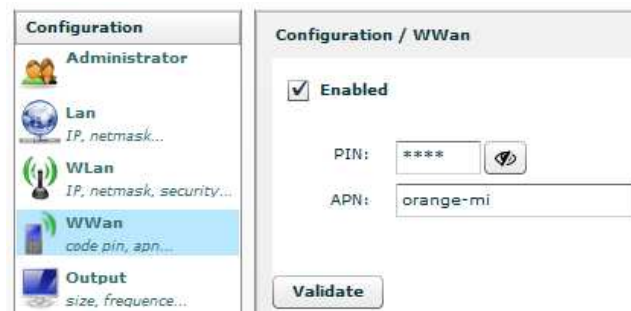 Configuration
Administrator
Lan
IP, netmask...
WLan
IP, netmask, security...
WWan
code pin, apn...
Output
size, frequence...
Configuration / WWan
Enabled
PIN: ****
APN: orange-mi
Validate